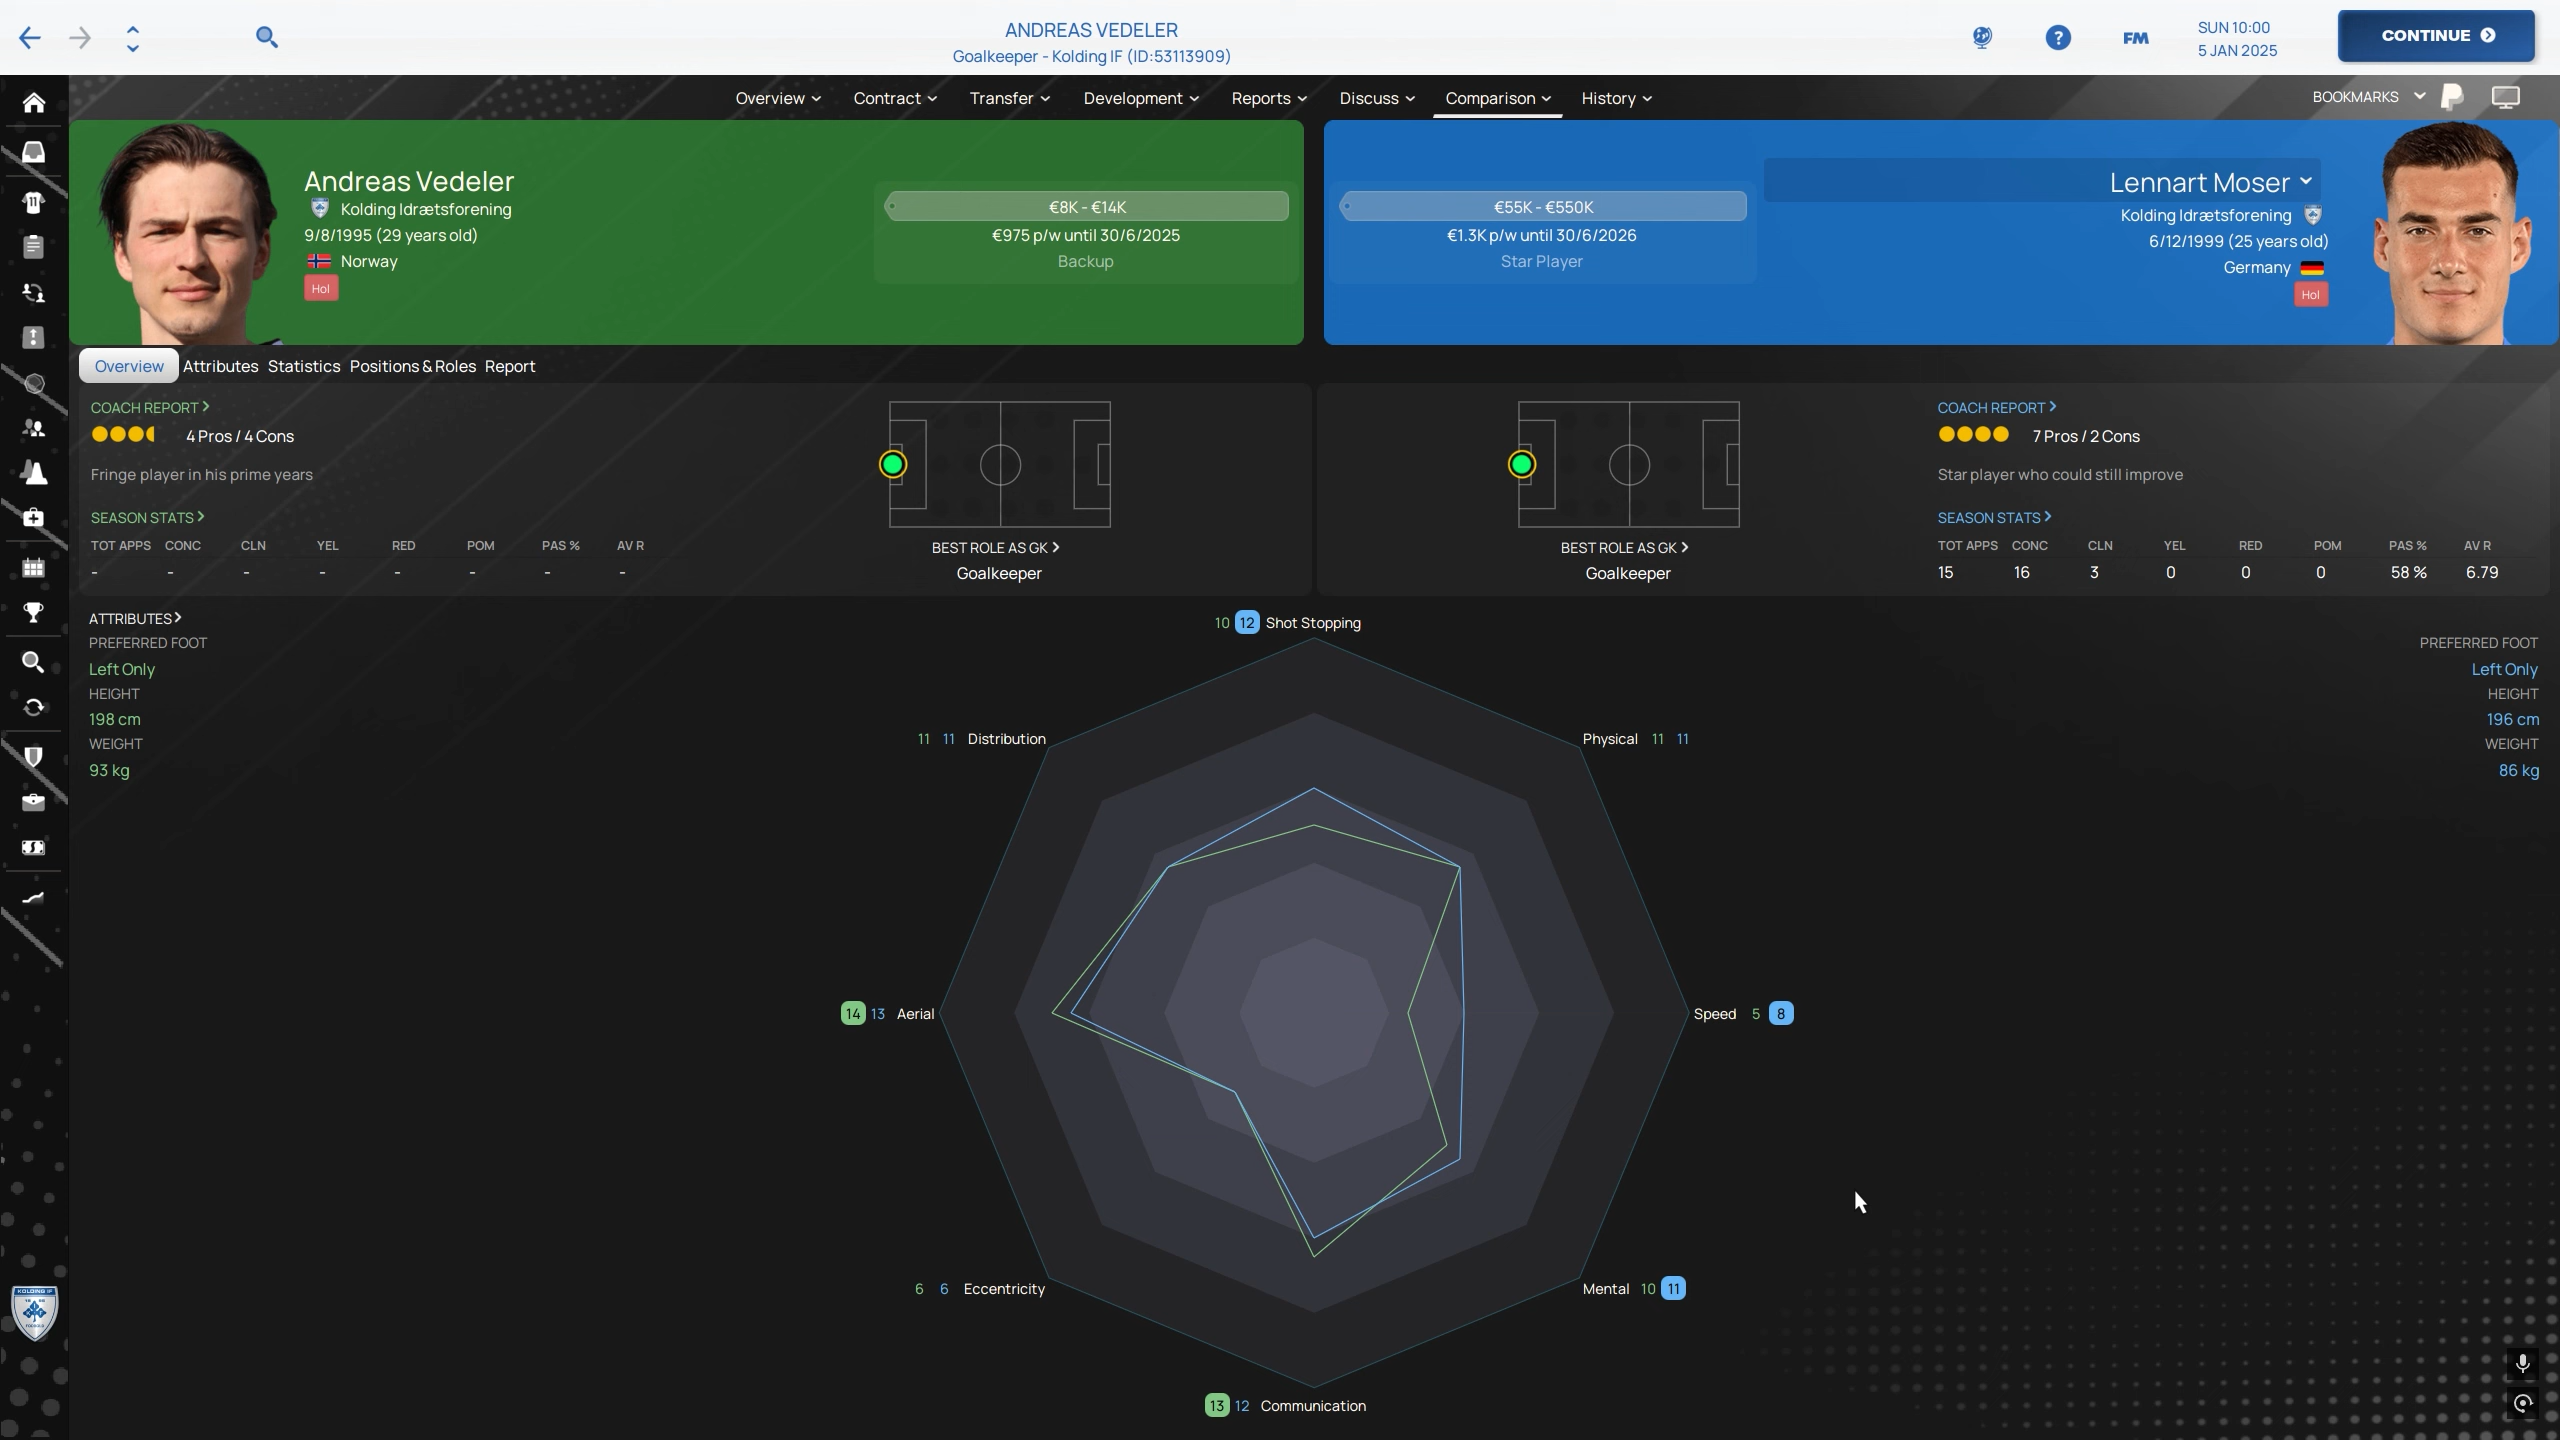 ANDREAS VEDELER
Goalkeeper - Kolding IF (ID:53113909)
FM
SUN 10:00
5 JAN 2025
CONTINUE
Overview
Contract
Transfer
Development
Reports
Discuss
Comparison
History
BOOKMARKS
Andreas Vedeler
Kolding Idrætsforening
9/8/1995 (29 years old)
Norway
Hol
€8K - €14K
€975 p/w until 30/6/2025
Backup
€55K - €550K
€1.3K p/w until 30/6/2026
Star Player
Lennart Moser
Kolding Idrætsforening
6/12/1999 (25 years old)
Germany
Hol
Overview Attributes Statistics Positions & Roles Report
COACH REPORT
4 Pros / 4 Cons
Fringe player in his prime years
SEASON STATS
TOT APPS CONC CLN YEL RED POM PAS % AV R
- - - - - - - -
BEST ROLE AS GK
Goalkeeper
BEST ROLE AS GK
Goalkeeper
COACH REPORT
7 Pros / 2 Cons
Star player who could still improve
SEASON STATS
TOT APPS CONC CLN YEL RED POM PAS % AV R
15 16 3 0 0 0 58 % 6.79
ATTRIBUTES
PREFERRED FOOT
Left Only
HEIGHT
198 cm
WEIGHT
93 kg
PREFERRED FOOT
Left Only
HEIGHT
196 cm
WEIGHT
86 kg
10 12 Shot Stopping
11 11 Distribution
Physical 11 11
14 13 Aerial
Speed 5 8
6 6 Eccentricity
Mental 10 11
13 12 Communication
KOLDING IF